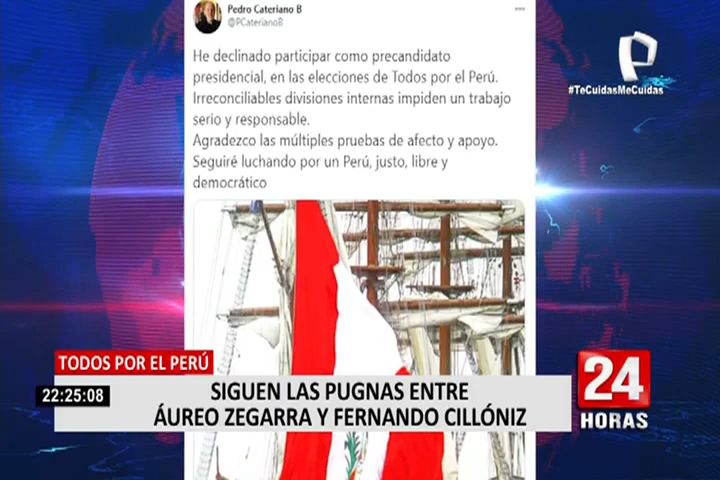 Pedro Cateriano B
@PCaterianoB
He declinado participar como precandidato
presidencial, en las elecciones de Todos por el Perú.
Irreconciliables divisiones internas impiden un trabajo
serio y responsable.
Agradezco las múltiples pruebas de afecto y apoyo.
Seguiré luchando por un Perú, justo, libre y
democrático
#TeCuidasMeCuidas
TODOS POR EL PERÚ
22:25:08
SIGUEN LAS PUGNAS ENTRE
ÁUREO ZEGARRA Y FERNANDO CILLÓNIZ
24
HORAS